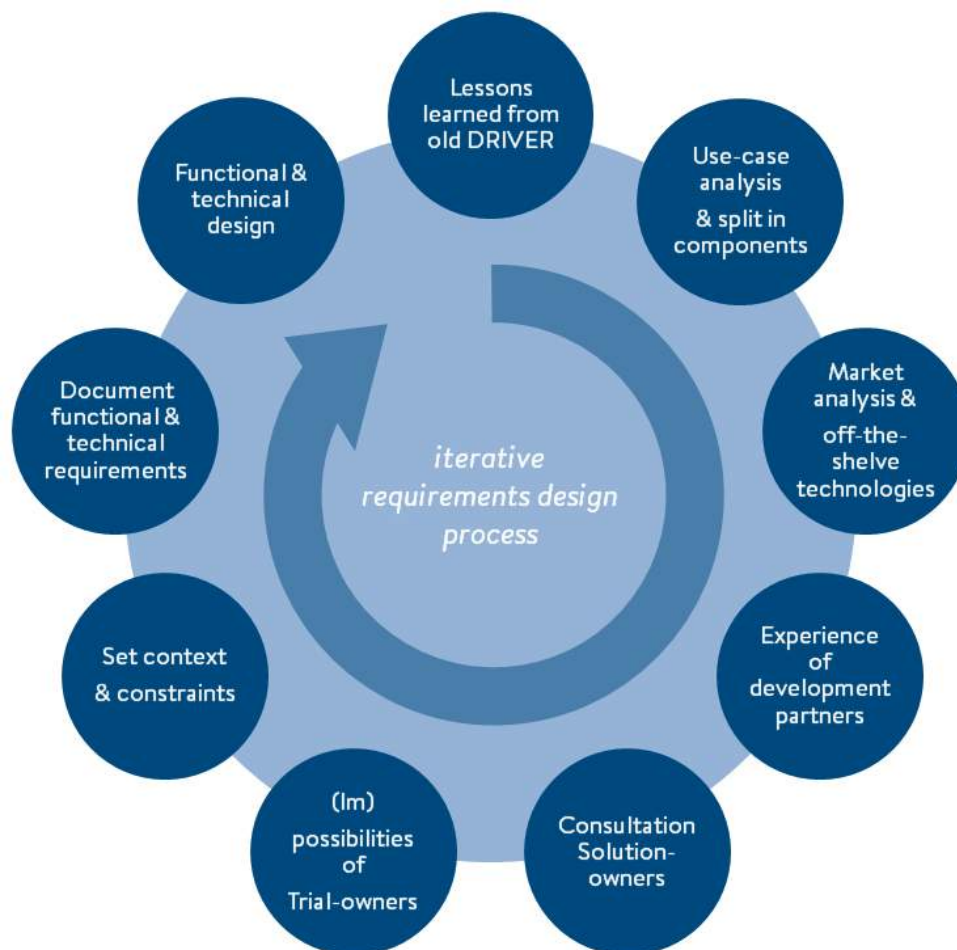 Lessons
learned from
old DRIVER
Use-case
analysis
& split in
components
Market
analysis &
off-the-
shelve
technologies
Experience
of
development
partners
Consultation
Solution-
owners
(Im)
possibilities
of
Trial-owners
Set context
& constraints
Document
functional &
technical
requirements
Functional &
technical
design
iterative
requirements design
process